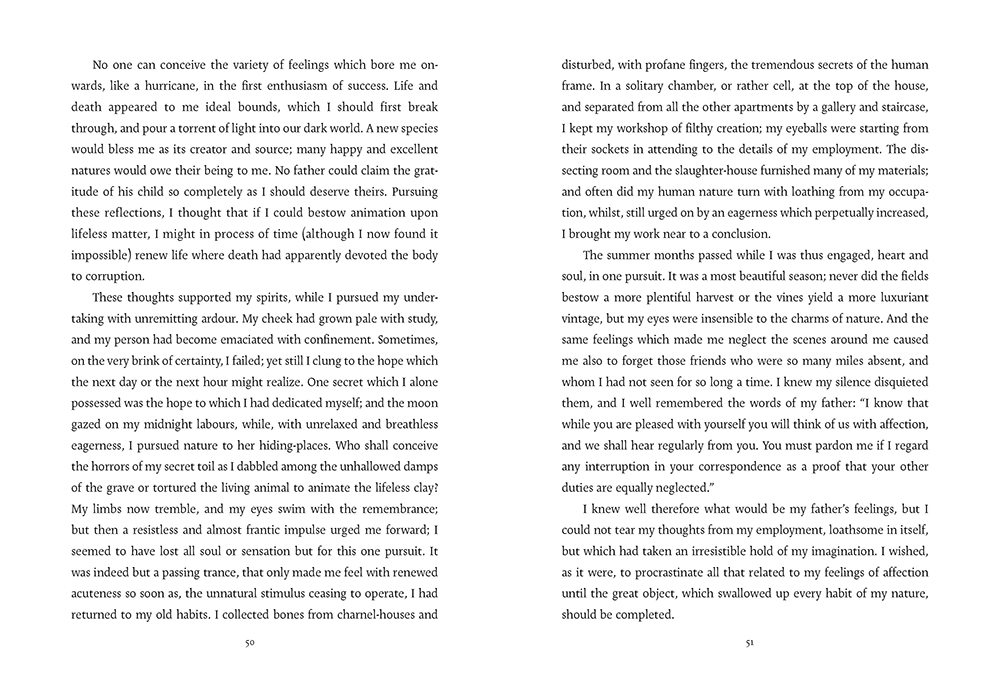 No one can conceive the variety of feelings which bore me on-
wards, like a hurricane, in the first enthusiasm of success. Life and
death appeared to me ideal bounds, which I should first break
through, and pour a torrent of light into our dark world. A new species
would bless me as its creator and source; many happy and excellent
natures would owe their being to me. No father could claim the grat-
itude of his child so completely as I should deserve theirs. Pursuing
these reflections, I thought that if I could bestow animation upon
lifeless matter, I might in process of time (although I now found it
impossible) renew life where death had apparently devoted the body
to corruption.
These thoughts supported my spirits, while I pursued my under-
taking with unremitting ardour. My cheek had grown pale with study,
and my person had become emaciated with confinement. Sometimes,
on the very brink of certainty, I failed; yet still I clung to the hope which
the next day or the next hour might realize. One secret which I alone
possessed was the hope to which I had dedicated myself; and the moon
gazed on my midnight labours, while, with unrelaxed and breathless
eagerness, I pursued nature to her hiding-places. Who shall conceive
the horrors of my secret toil as I dabbled among the unhallowed damps
of the grave or tortured the living animal to animate the lifeless clay?
My limbs now tremble, and my eyes swim with the remembrance;
but then a resistless and almost frantic impulse urged me forward; I
seemed to have lost all soul or sensation but for this one pursuit. It
was indeed but a passing trance, that only made me feel with renewed
acuteness so soon as, the unnatural stimulus ceasing to operate, I had
returned to my old habits. I collected bones from charnel-houses and
50
disturbed, with profane fingers, the tremendous secrets of the human
frame. In a solitary chamber, or rather cell, at the top of the house,
and separated from all the other apartments by a gallery and staircase,
I kept my workshop of filthy creation; my eyeballs were starting from
their sockets in attending to the details of my employment. The dis-
secting room and the slaughter-house furnished many of my materials;
and often did my human nature turn with loathing from my occupa-
tion, whilst, still urged on by an eagerness which perpetually increased,
I brought my work near to a conclusion.
The summer months passed while I was thus engaged, heart and
soul, in one pursuit. It was a most beautiful season; never did the fields
bestow a more plentiful harvest or the vines yield a more luxuriant
vintage, but my eyes were insensible to the charms of nature. And the
same feelings which made me neglect the scenes around me caused
me also to forget those friends who were so many miles absent, and
whom I had not seen for so long a time. I knew my silence disquieted
them, and I well remembered the words of my father: “I know that
while you are pleased with yourself you will think of us with affection,
and we shall hear regularly from you. You must pardon me if I regard
any interruption in your correspondence as a proof that your other
duties are equally neglected.”
I knew well therefore what would be my father’s feelings, but I
could not tear my thoughts from my employment, loathsome in itself,
but which had taken an irresistible hold of my imagination. I wished,
as it were, to procrastinate all that related to my feelings of affection
until the great object, which swallowed up every habit of my nature,
should be completed.
51